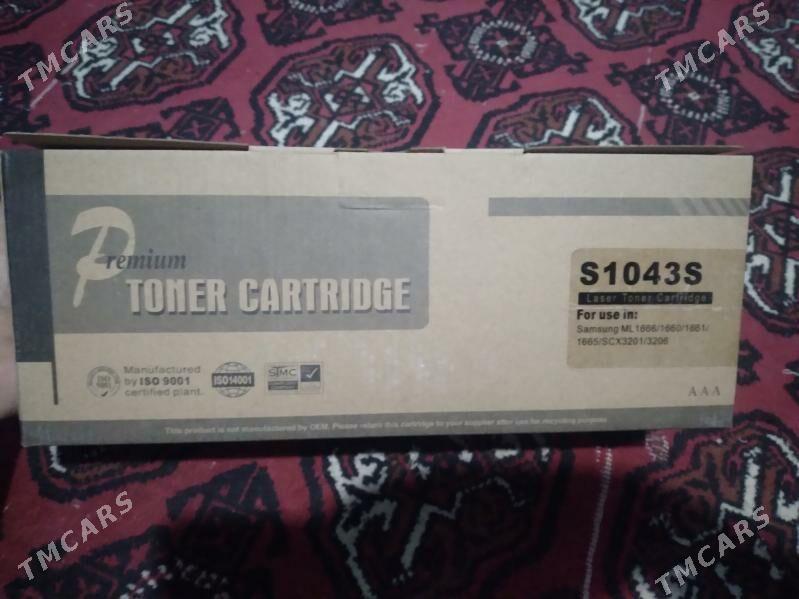 TMCARS
TMCARS
Premium
TONER CARTRIDGE
S1043S
Laser Toner Cartridge
For use in:
Samsung ML1666/1660/1661/
1665/SCX3201/3206
Manufactured
by ISO 9001
certified plant.
ISO
9001
ISO14001
STMC
AAA
This product is not manufactured by OEM. Please return this cartridge to your supplier after use for recycling purpose
TMCARS
TMCARS